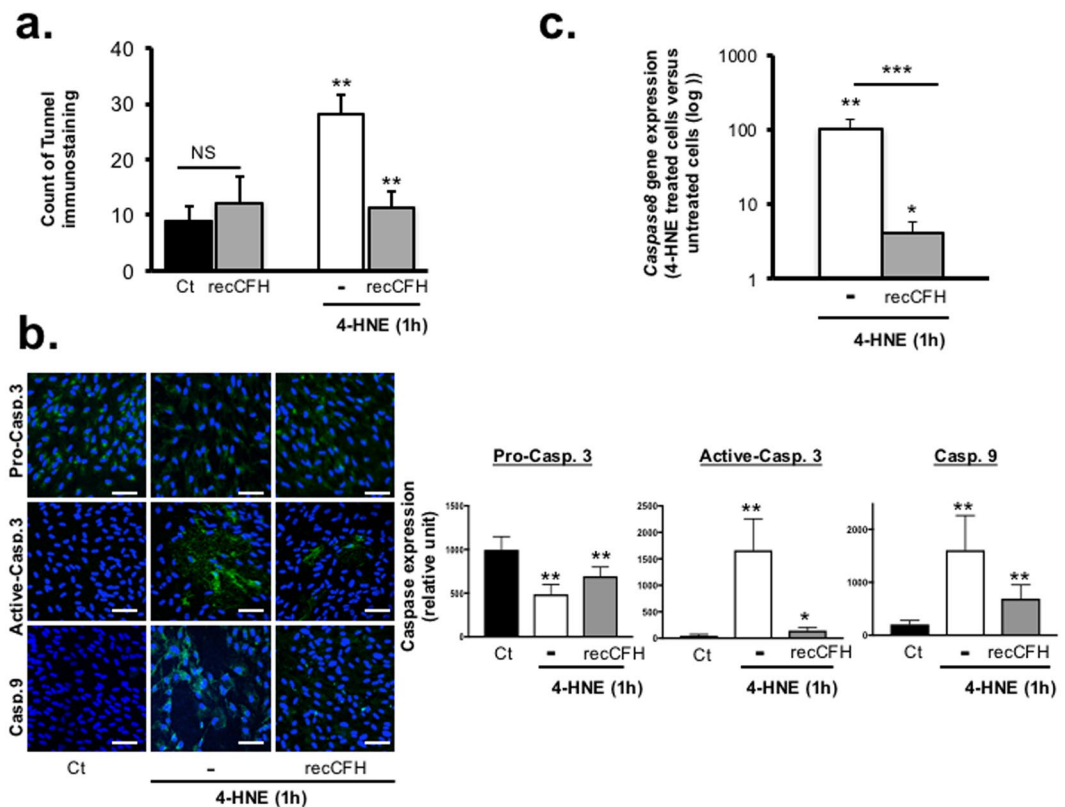 a.
Count of Tunnel
immunostaining
40
30
20
10
0
NS
**
**
Ct recCFH - recCFH
4-HNE (1h)
c.
Caspase8 gene expression
(4-HNE treated cells versus
untreated cells (log ))
1000
100
10
1
***
**
*
- recCFH
4-HNE (1h)
b.
Pro-Casp.3
Active-Casp.3
Casp.9
Ct - recCFH
4-HNE (1h)
Caspase expression
(relative unit)
Pro-Casp. 3
1500
1000
500
0
**
**
Ct - recCFH
4-HNE (1h)
Active-Casp. 3
2500
2000
1500
1000
500
0
**
*
Ct - recCFH
4-HNE (1h)
Casp. 9
2000
1000
0
**
**
Ct - recCFH
4-HNE (1h)